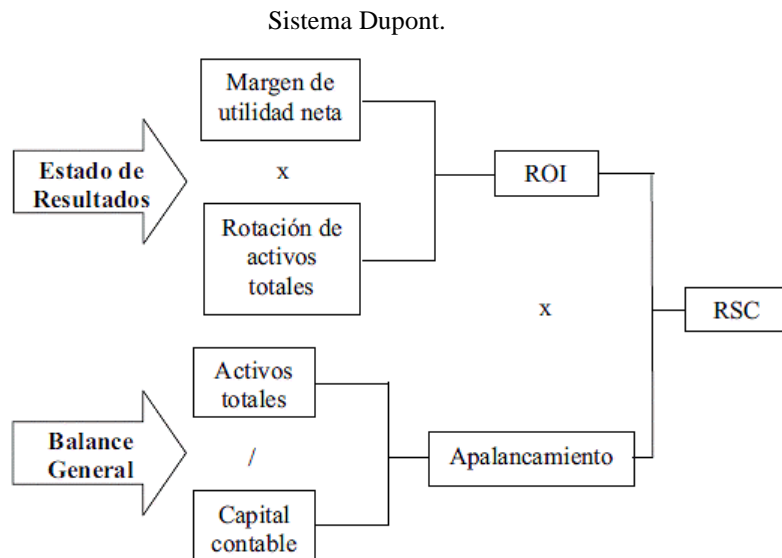 Sistema Dupont.
Margen de
utilidad neta
Estado de
Resultados
x
ROI
Rotación de
activos
totales
x
RSC
Activos
totales
Balance
General
/
Apalancamiento
Capital
contable